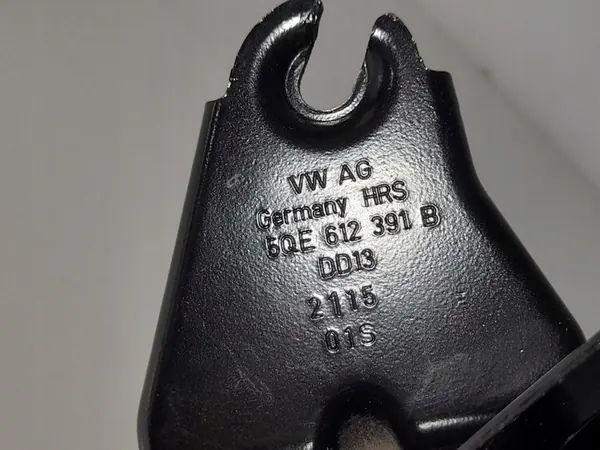 VW AG
Germany HRS
5QE 612 391 B
DD13
2115
01S